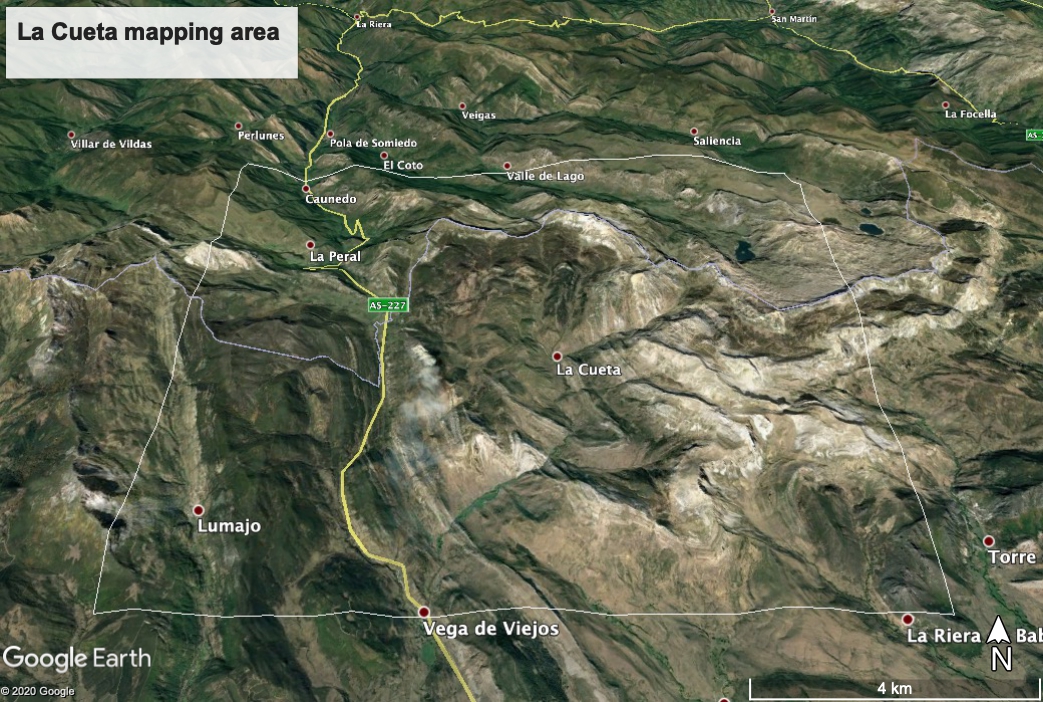 La Cueta mapping area
La Riera
San Martin
Veigas
La Focella
Villar de Vildas
Perlunes
Pola de Somiedo
Saliencia
AS-
El Coto
Valle de Lago
Caunedo
La Peral
AS-227
La Cueta
Lumajo
Torre
Vega de Viejos
La Riera
Bab
N
Google Earth
4 km
© 2020 Google